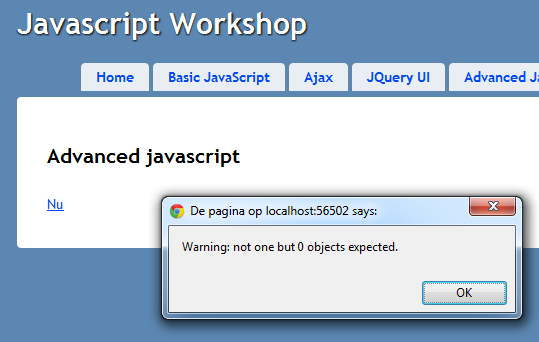 Javascript Workshop
Home Basic JavaScript Ajax JQuery UI Advanced Ja
Advanced javascript
Nu
De pagina op localhost:56502 says:
Warning: not one but 0 objects expected.
OK